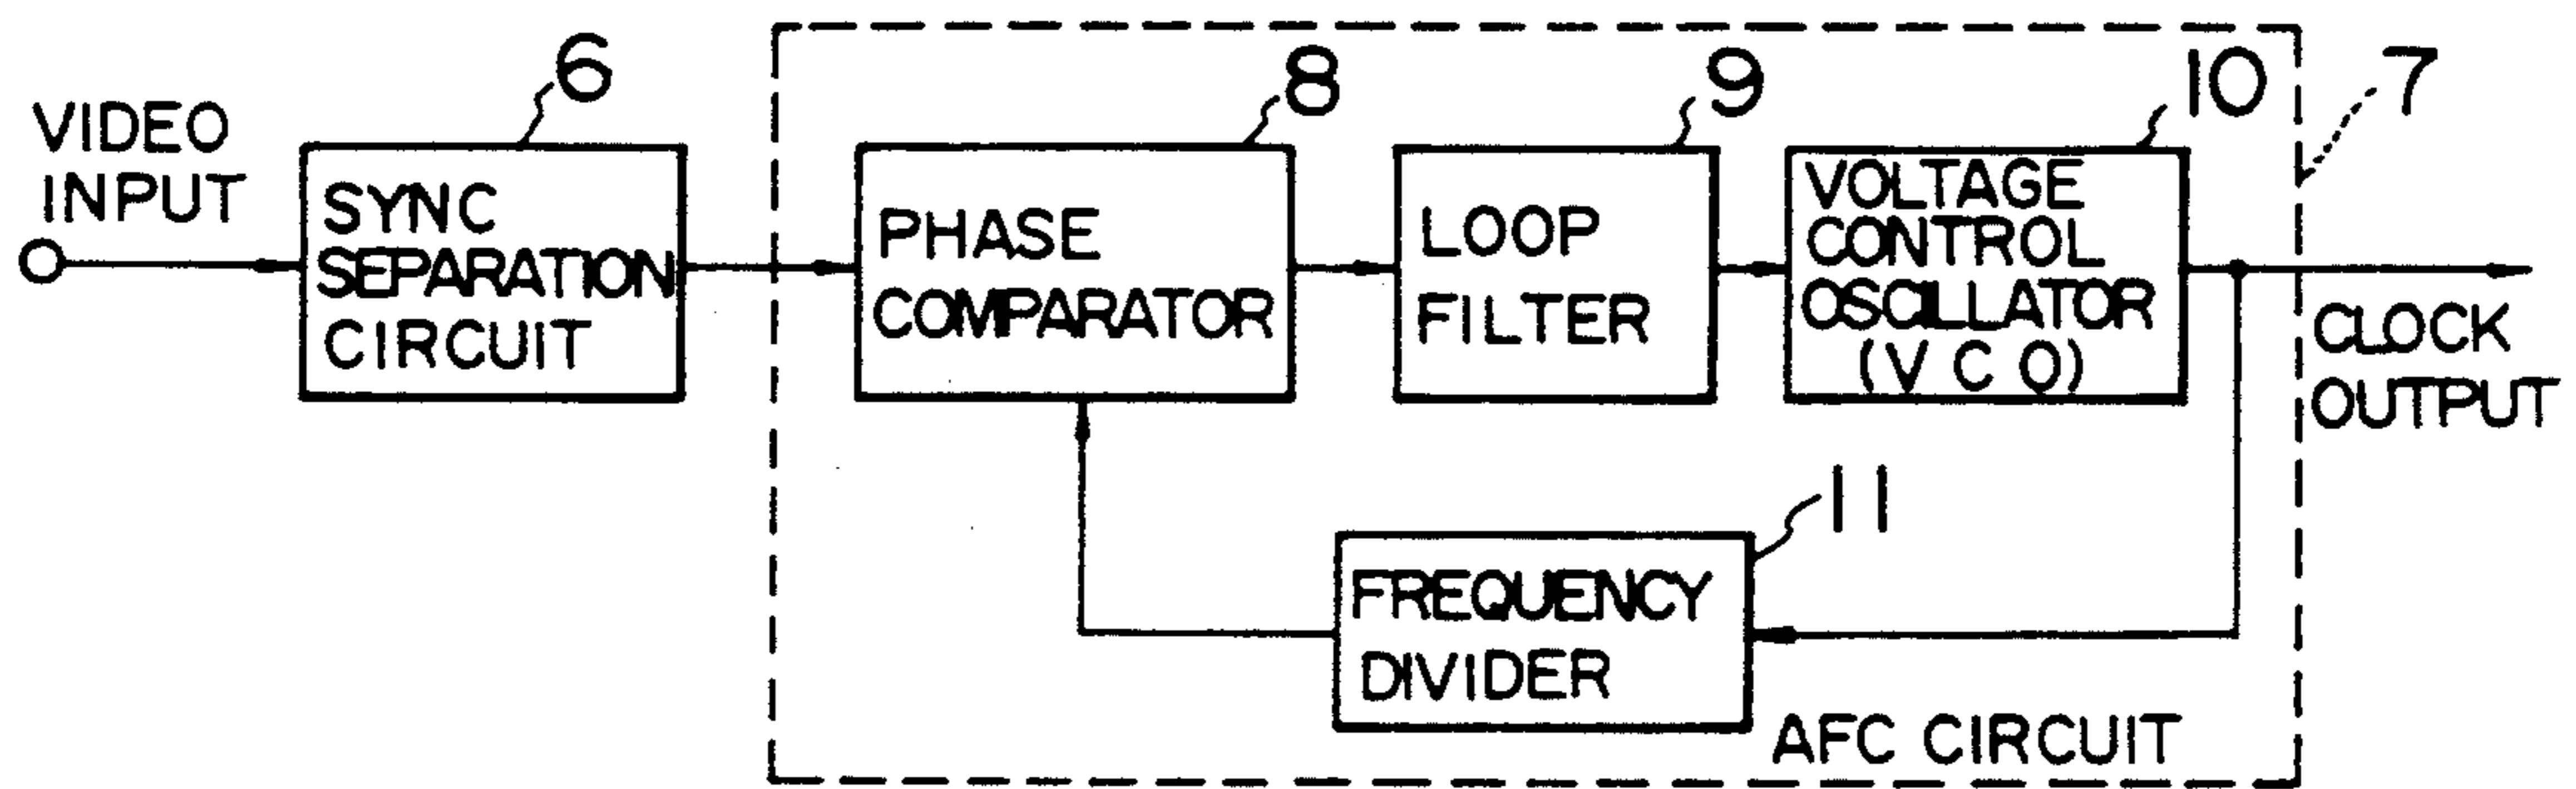 VIDEO
INPUT
6
SYNC
SEPARATION
CIRCUIT
8
PHASE
COMPARATOR
9
LOOP
FILTER
10
VOLTAGE
CONTROL
OSCILLATOR
(VCO)
7
CLOCK
OUTPUT
11
FREQUENCY
DIVIDER
AFC CIRCUIT